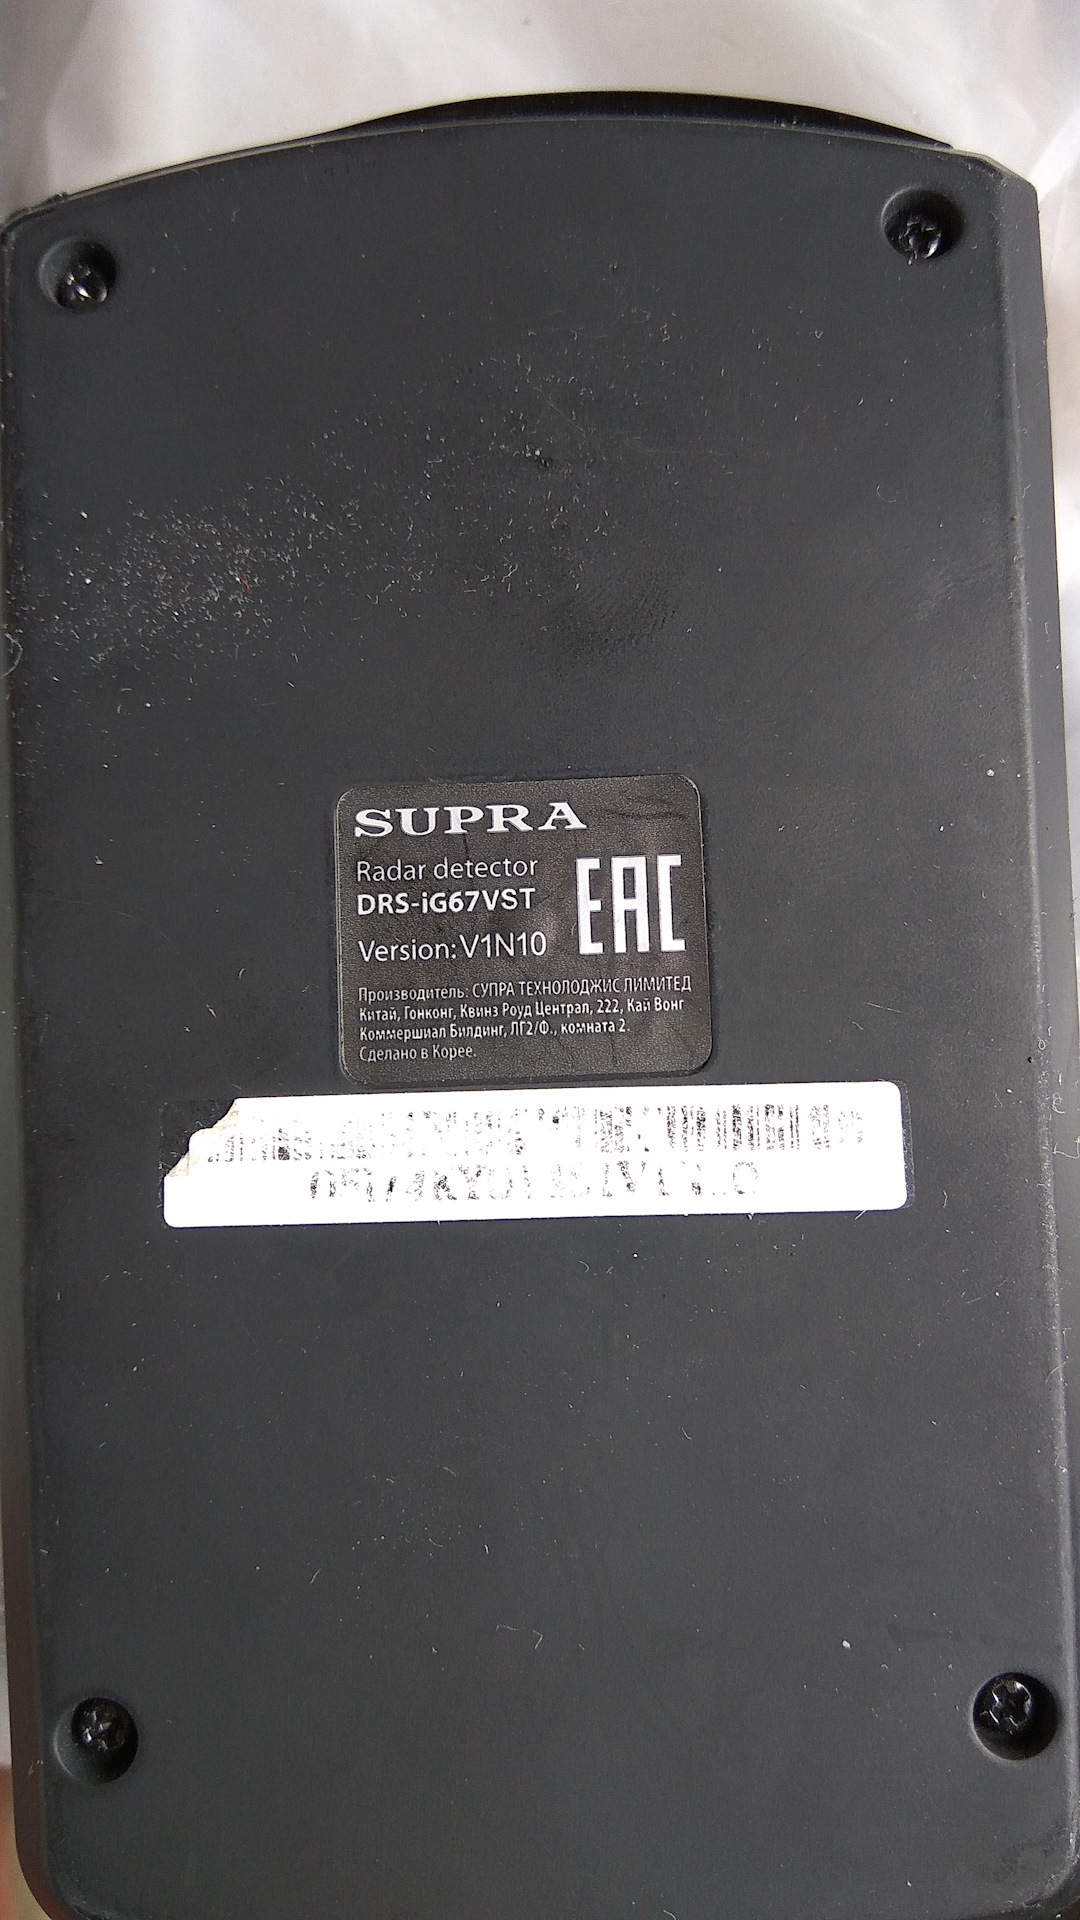 SUPRA
Radar detector
DRS-iG67VST
EAC
Version: V1N10
Производитель: СУПРА ТЕХНОЛОДЖИС ЛИМИТЕД
Китай, Гонконг, Квинз Роуд Централ, 222, Кай Вонг
Коммершиал Билдинг, ЛГ2/Ф., комната 2.
Сделано в Корее.